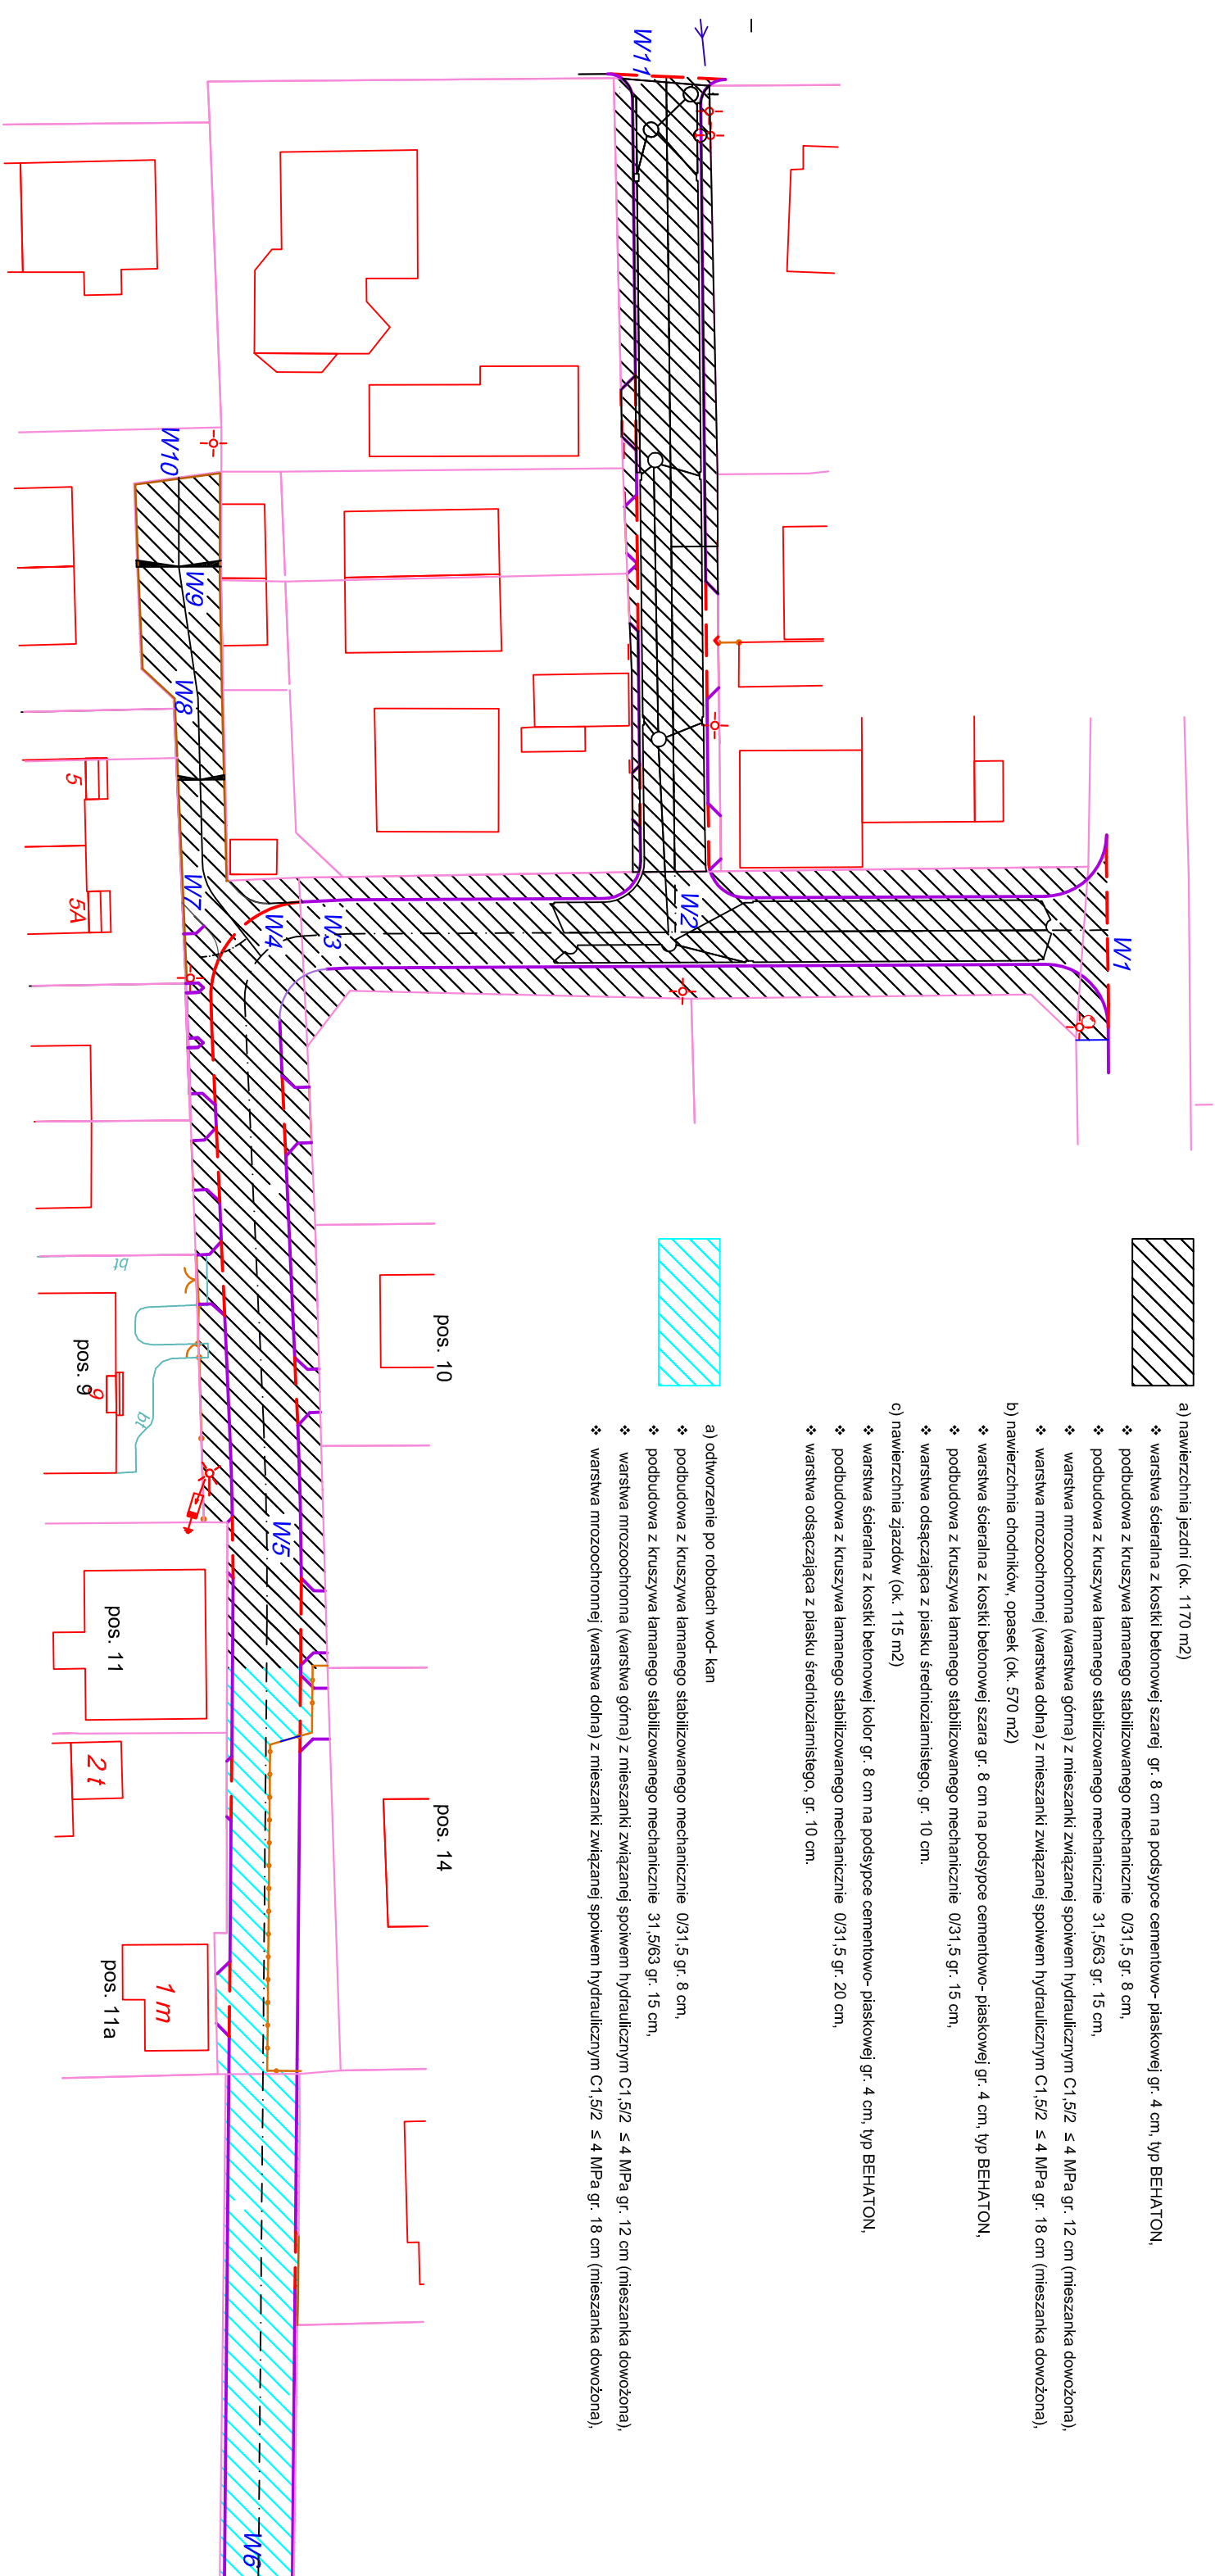 a) nawierzchnia jezdni (ok. 1170 m2)
❖ warstwa ścieralna z kostki betonowej szarej gr. 8 cm na podsypce cementowo- piaskowej gr. 4 cm, typ BEHATON,
❖ podbudowa z kruszywa łamanego stabilizowanego mechanicznie 0/31,5 gr. 8 cm,
❖ podbudowa z kruszywa łamanego stabilizowanego mechanicznie 31,5/63 gr. 15 cm,
❖ warstwa mrozoochronna (warstwa górna) z mieszanki związanej spoiwem hydraulicznym C1,5/2 ≤ 4 MPa gr. 12 cm (mieszanka dowożona),
❖ warstwa mrozoochronnej (warstwa dolna) z mieszanki związanej spoiwem hydraulicznym C1,5/2 ≤ 4 MPa gr. 18 cm (mieszanka dowożona),
b) nawierzchnia chodników, opasek (ok. 570 m2)
❖ warstwa ścieralna z kostki betonowej szara gr. 8 cm na podsypce cementowo- piaskowej gr. 4 cm, typ BEHATON,
❖ podbudowa z kruszywa łamanego stabilizowanego mechanicznie 0/31,5 gr. 15 cm,
❖ warstwa odsączająca z piasku średnioziarnistego, gr. 10 cm.
c) nawierzchnia zjazdów (ok. 115 m2)
❖ warstwa ścieralna z kostki betonowej kolor gr. 8 cm na podsypce cementowo- piaskowej gr. 4 cm, typ BEHATON,
❖ podbudowa z kruszywa łamanego stabilizowanego mechanicznie 0/31,5 gr. 20 cm,
❖ warstwa odsączająca z piasku średnioziarnistego, gr. 10 cm.
a) odtworzenie po robotach wod- kan
❖ podbudowa z kruszywa łamanego stabilizowanego mechanicznie 0/31,5 gr. 8 cm,
❖ podbudowa z kruszywa łamanego stabilizowanego mechanicznie 31,5/63 gr. 15 cm,
❖ warstwa mrozoochronna (warstwa górna) z mieszanki związanej spoiwem hydraulicznym C1,5/2 ≤ 4 MPa gr. 12 cm (mieszanka dowożona),
❖ warstwa mrozoochronnej (warstwa dolna) z mieszanki związanej spoiwem hydraulicznym C1,5/2 ≤ 4 MPa gr. 18 cm (mieszanka dowożona),
W1
W11
W2
W3
W4
W7
W8
W9
W10
W5
W6
pos. 10
pos. 14
pos. 9
9
pos. 11
pos. 11a
1 m
2 t
5
5A
bt
bt